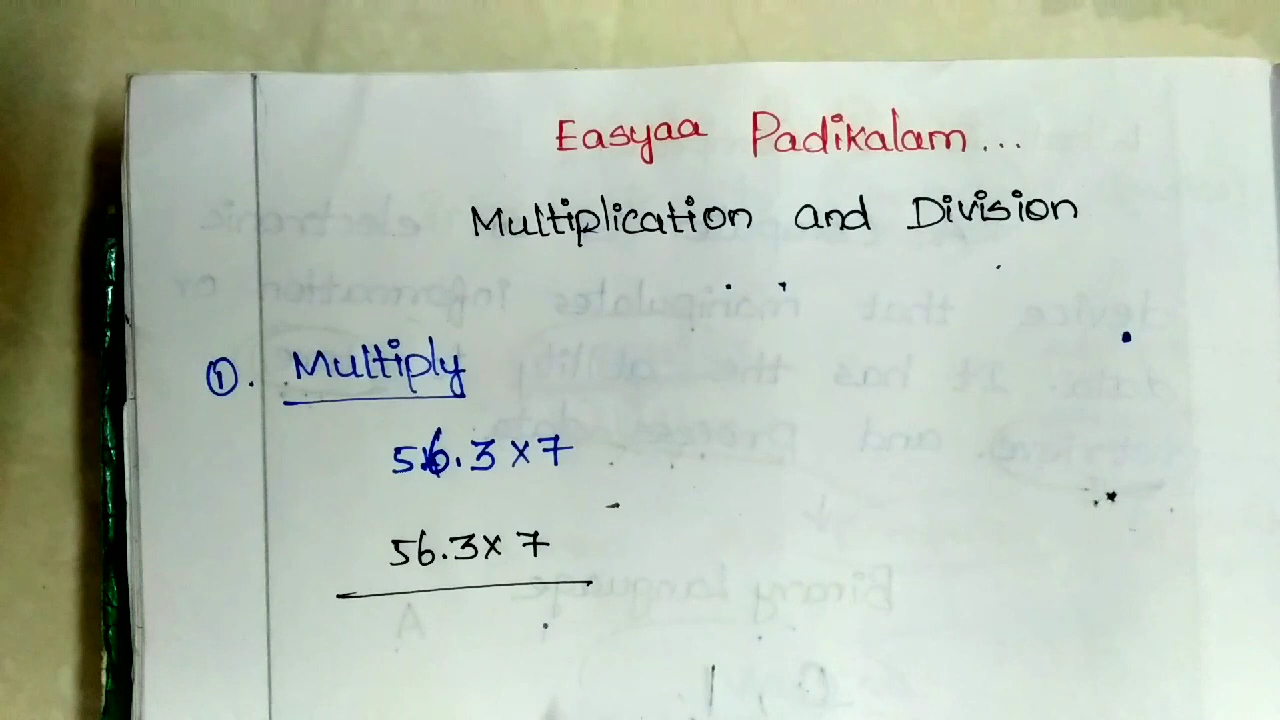 Easyaa Padikalam...
Multiplication and Division
①. Multiply
56.3 × 7
56.3 × 7